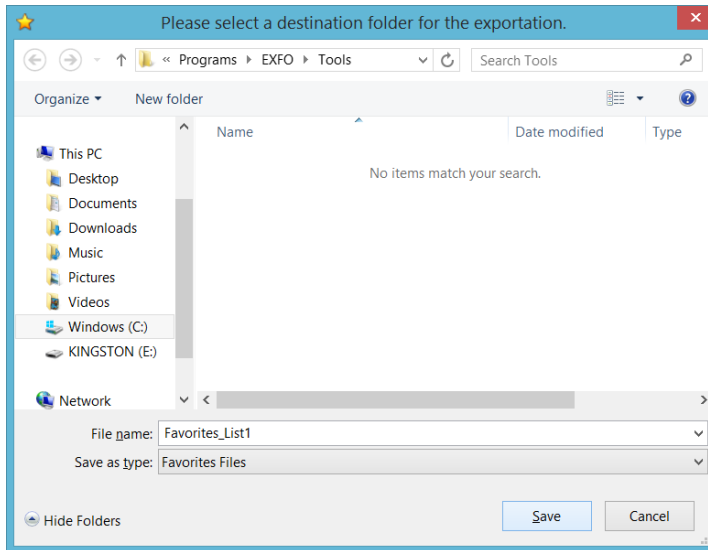 Please select a destination folder for the exportation.
« Programs EXFO Tools Search Tools
Organize New folder
Name Date modified Type
No items match your search.
This PC
Desktop
Documents
Downloads
Music
Pictures
Videos
Windows (C:)
KINGSTON (E:)
Network
File name: Favorites_List1
Save as type: Favorites Files
Hide Folders Save Cancel